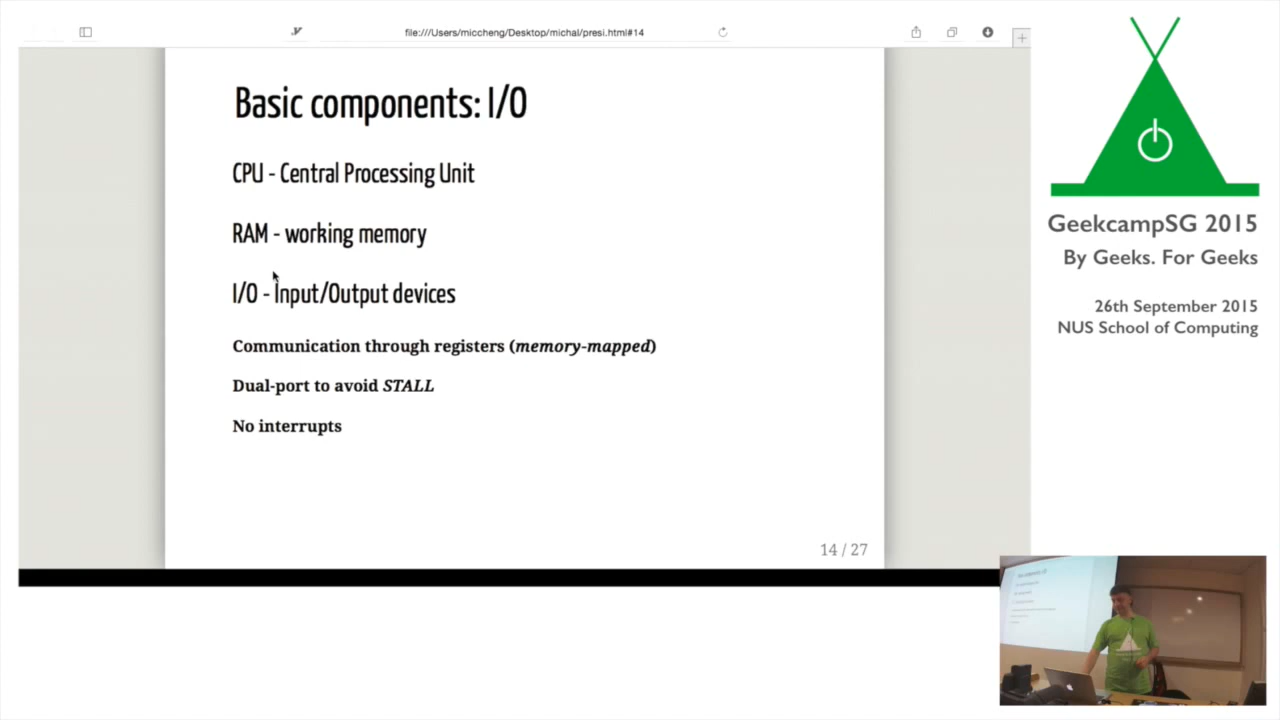 file:///Users/miccheng/Desktop/michal/presi.html#14
Basic components: I/O
CPU - Central Processing Unit
RAM - working memory
I/O - Input/Output devices
Communication through registers (memory-mapped)
Dual-port to avoid STALL
No interrupts
14 / 27
GeekcampSG 2015
By Geeks. For Geeks
26th September 2015
NUS School of Computing